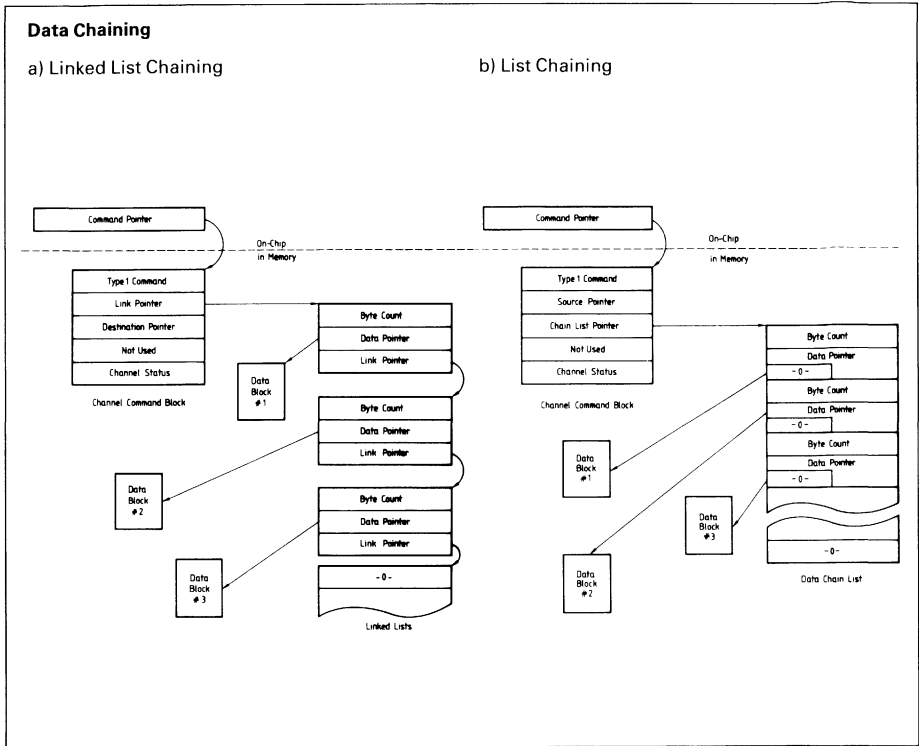 Data Chaining
a) Linked List Chaining
b) List Chaining
Command Pointer
On-Chip
in Memory
Type 1 Command
Link Pointer
Destination Pointer
Not Used
Channel Status
Channel Command Block
Byte Count
Data Pointer
Link Pointer
Data
Block
#1
Byte Count
Data Pointer
Link Pointer
Data
Block
#2
Byte Count
Data Pointer
Link Pointer
Data
Block
#3
-0-
Linked Lists
Command Pointer
On-Chip
in Memory
Type 1 Command
Source Pointer
Chain List Pointer
Not Used
Channel Status
Channel Command Block
Byte Count
Data Pointer
-0-
Byte Count
Data Pointer
-0-
Byte Count
Data Pointer
-0-
Data
Block
#1
Data
Block
#3
Data
Block
#2
-0-
Data Chain List